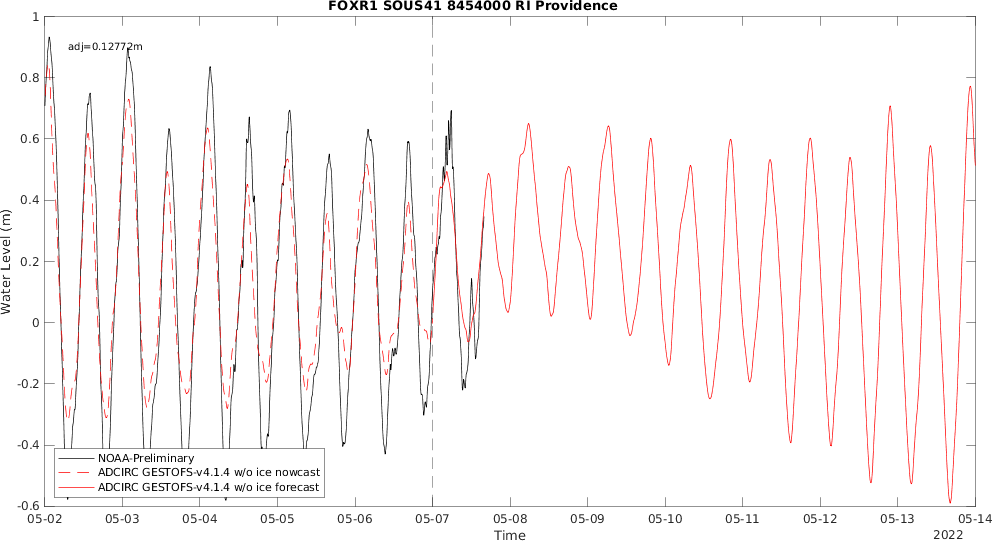 FOXR1 SOUS41 8454000 RI Providence
adj=0.12772m
Water Level (m)
1
0.8
0.6
0.4
0.2
0
-0.2
-0.4
-0.6
NOAA-Preliminary
ADCIRC GESTOFS-v4.1.4 w/o ice nowcast
ADCIRC GESTOFS-v4.1.4 w/o ice forecast
05-02 05-03 05-04 05-05 05-06 05-07 05-08 05-09 05-10 05-11 05-12 05-13 05-14
Time
2022